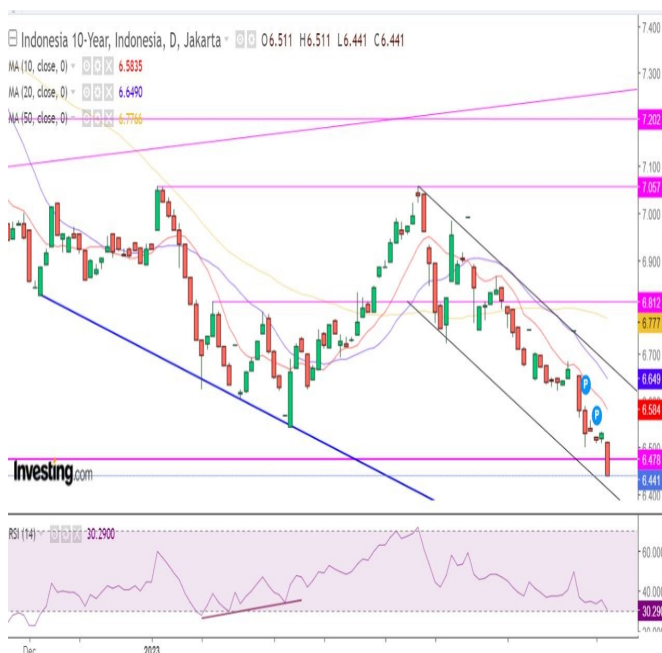 Indonesia 10-Year, Indonesia, D, Jakarta O6.511 H6.511 L6.441 C6.441
MA (10, close, 0) 6.5835
MA (20, close, 0) 6.6490
MA (50, close, 0) 6.7766
7.400
7.300
7.202
7.100
7.057
7.000
6.900
6.812
6.777
6.700
6.649
6.584
P
P
6.500
6.478
6.441
6.400
Investing.com
RSI (14) 30.2900
60.000
40.000
30.290
Dec
2023